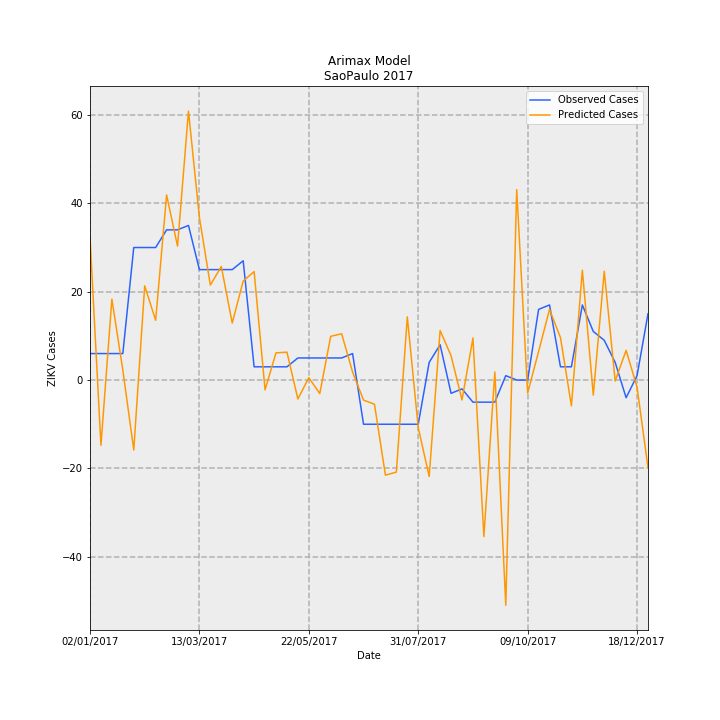 Arimax Model
SaoPaulo 2017
Observed Cases
Predicted Cases
60
40
20
0
−20
−40
ZIKV Cases
02/01/2017
13/03/2017
22/05/2017
31/07/2017
09/10/2017
18/12/2017
Date